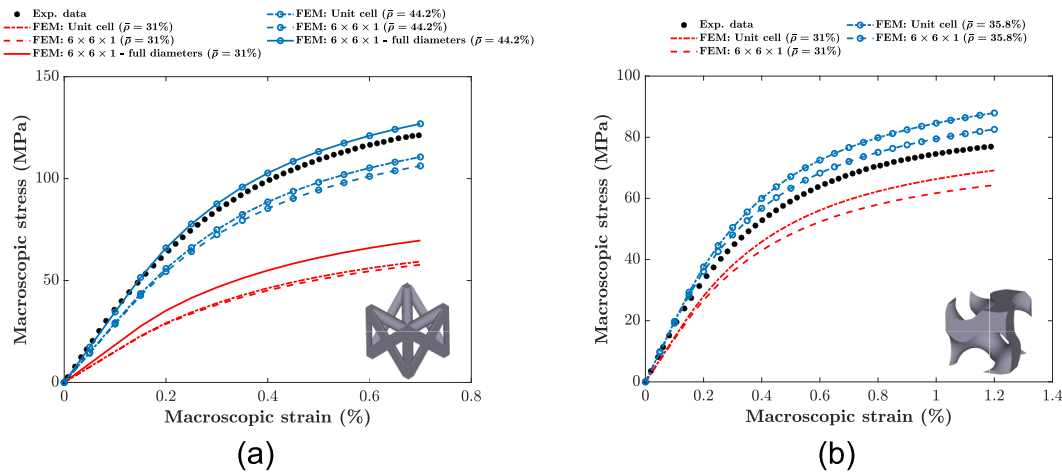 Exp. data
FEM: Unit cell (ρ̄ = 31%)
FEM: 6 × 6 × 1 (ρ̄ = 31%)
FEM: 6 × 6 × 1 - full diameters (ρ̄ = 31%)
FEM: Unit cell (ρ̄ = 44.2%)
FEM: 6 × 6 × 1 (ρ̄ = 44.2%)
FEM: 6 × 6 × 1 - full diameters (ρ̄ = 44.2%)
150
100
50
0
Macroscopic stress (MPa)
0 0.2 0.4 0.6 0.8
Macroscopic strain (%)
(a)
Exp. data
FEM: Unit cell (ρ̄ = 31%)
FEM: 6 × 6 × 1 (ρ̄ = 31%)
FEM: Unit cell (ρ̄ = 35.8%)
FEM: 6 × 6 × 1 (ρ̄ = 35.8%)
100
80
60
40
20
0
Macroscopic stress (MPa)
0 0.2 0.4 0.6 0.8 1 1.2 1.4
Macroscopic strain (%)
(b)